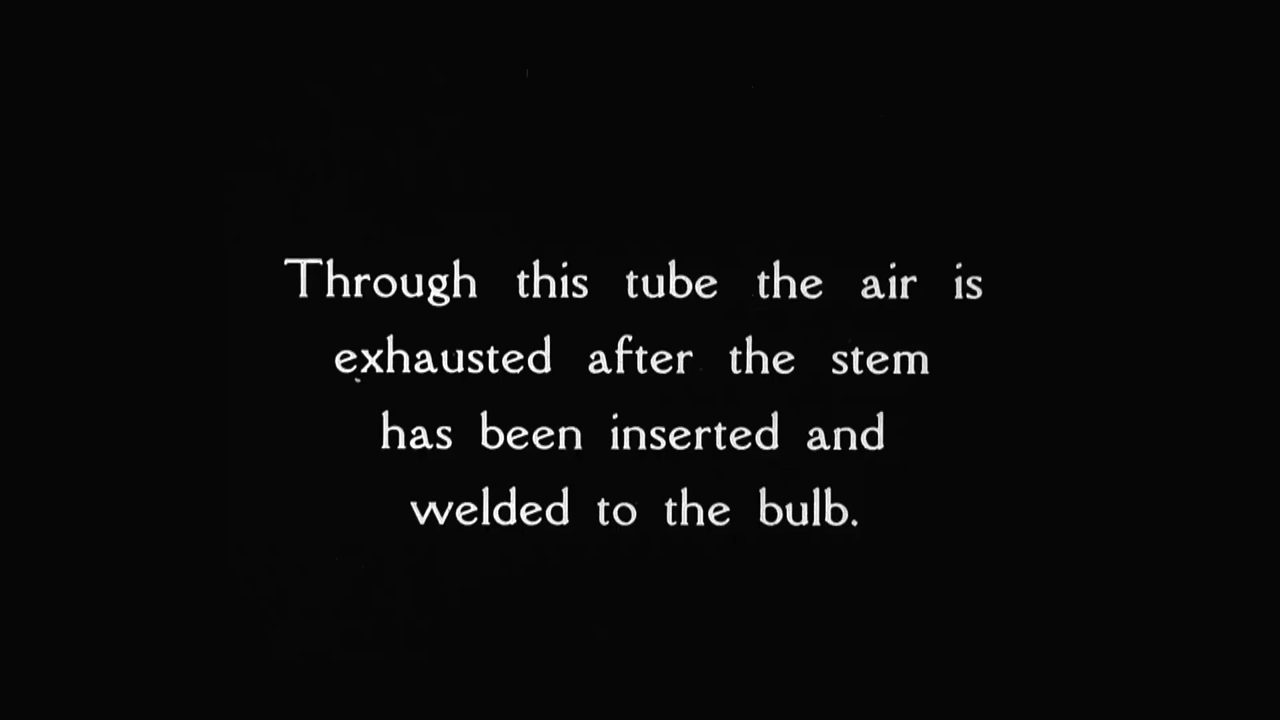 Through this tube the air is
exhausted after the stem
has been inserted and
welded to the bulb.